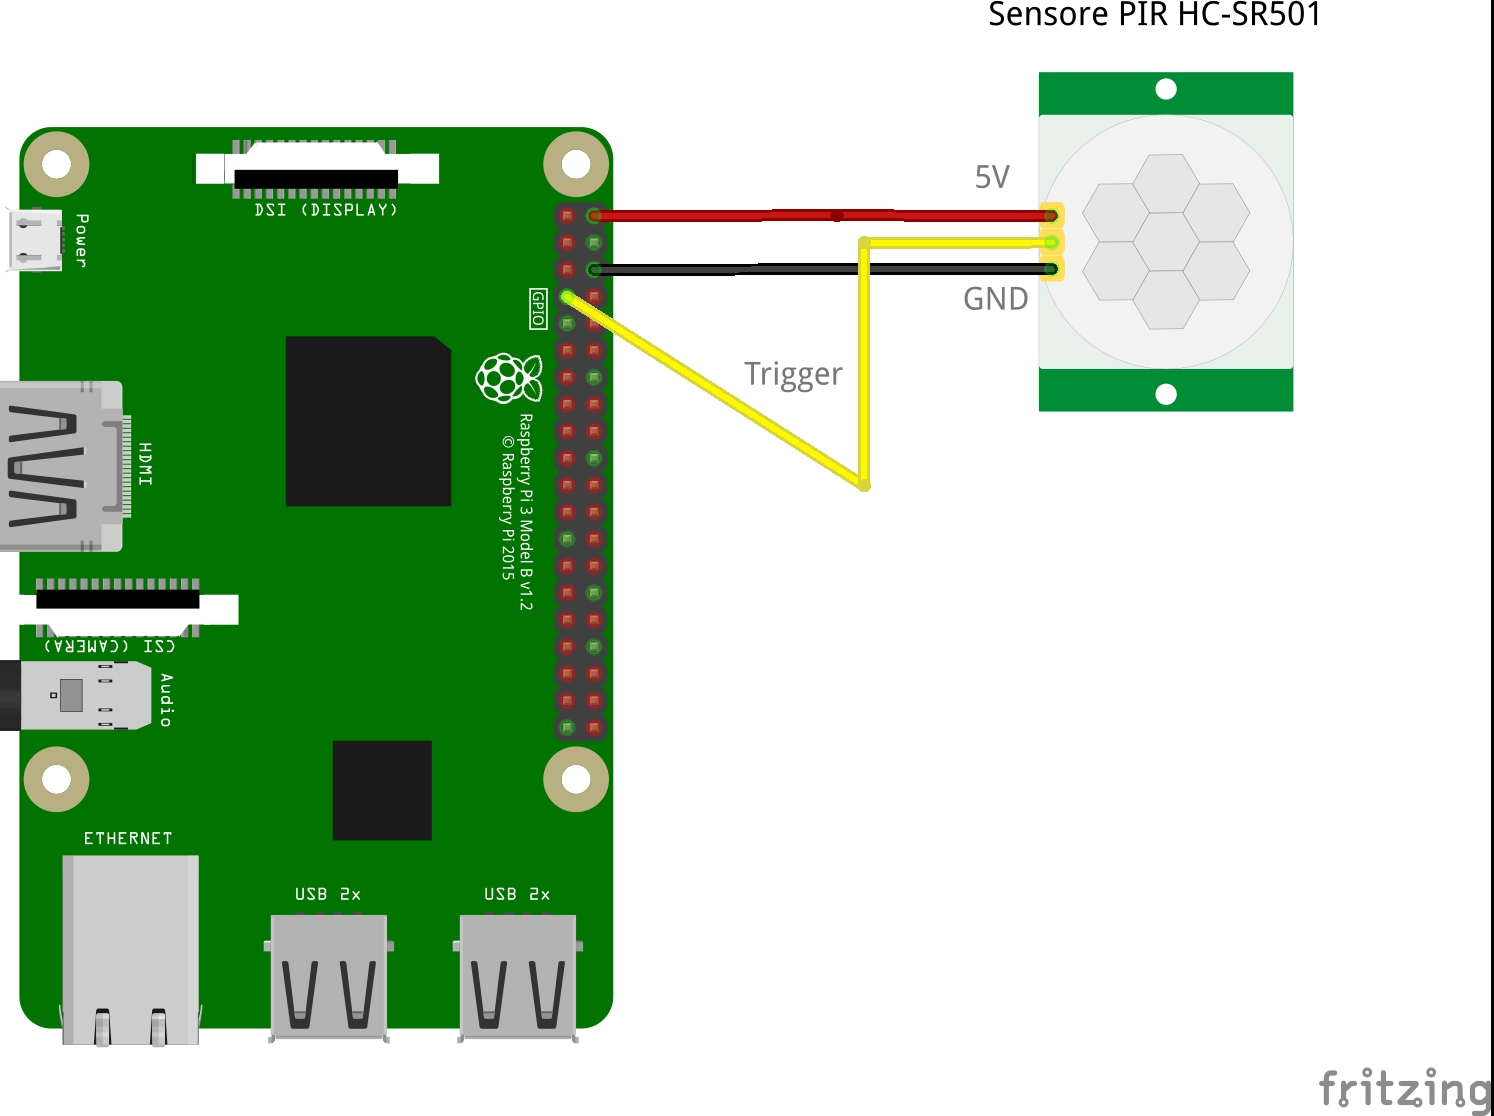 Sensore PIR HC-SR501
DSI (DISPLAY)
Power
5V
GND
GPIO
Trigger
HDMI
Raspberry Pi 3 Model B v1.2
© Raspberry Pi 2015
CSI (CAMERA)
Audio
ETHERNET
USB 2x
USB 2x
fritzing